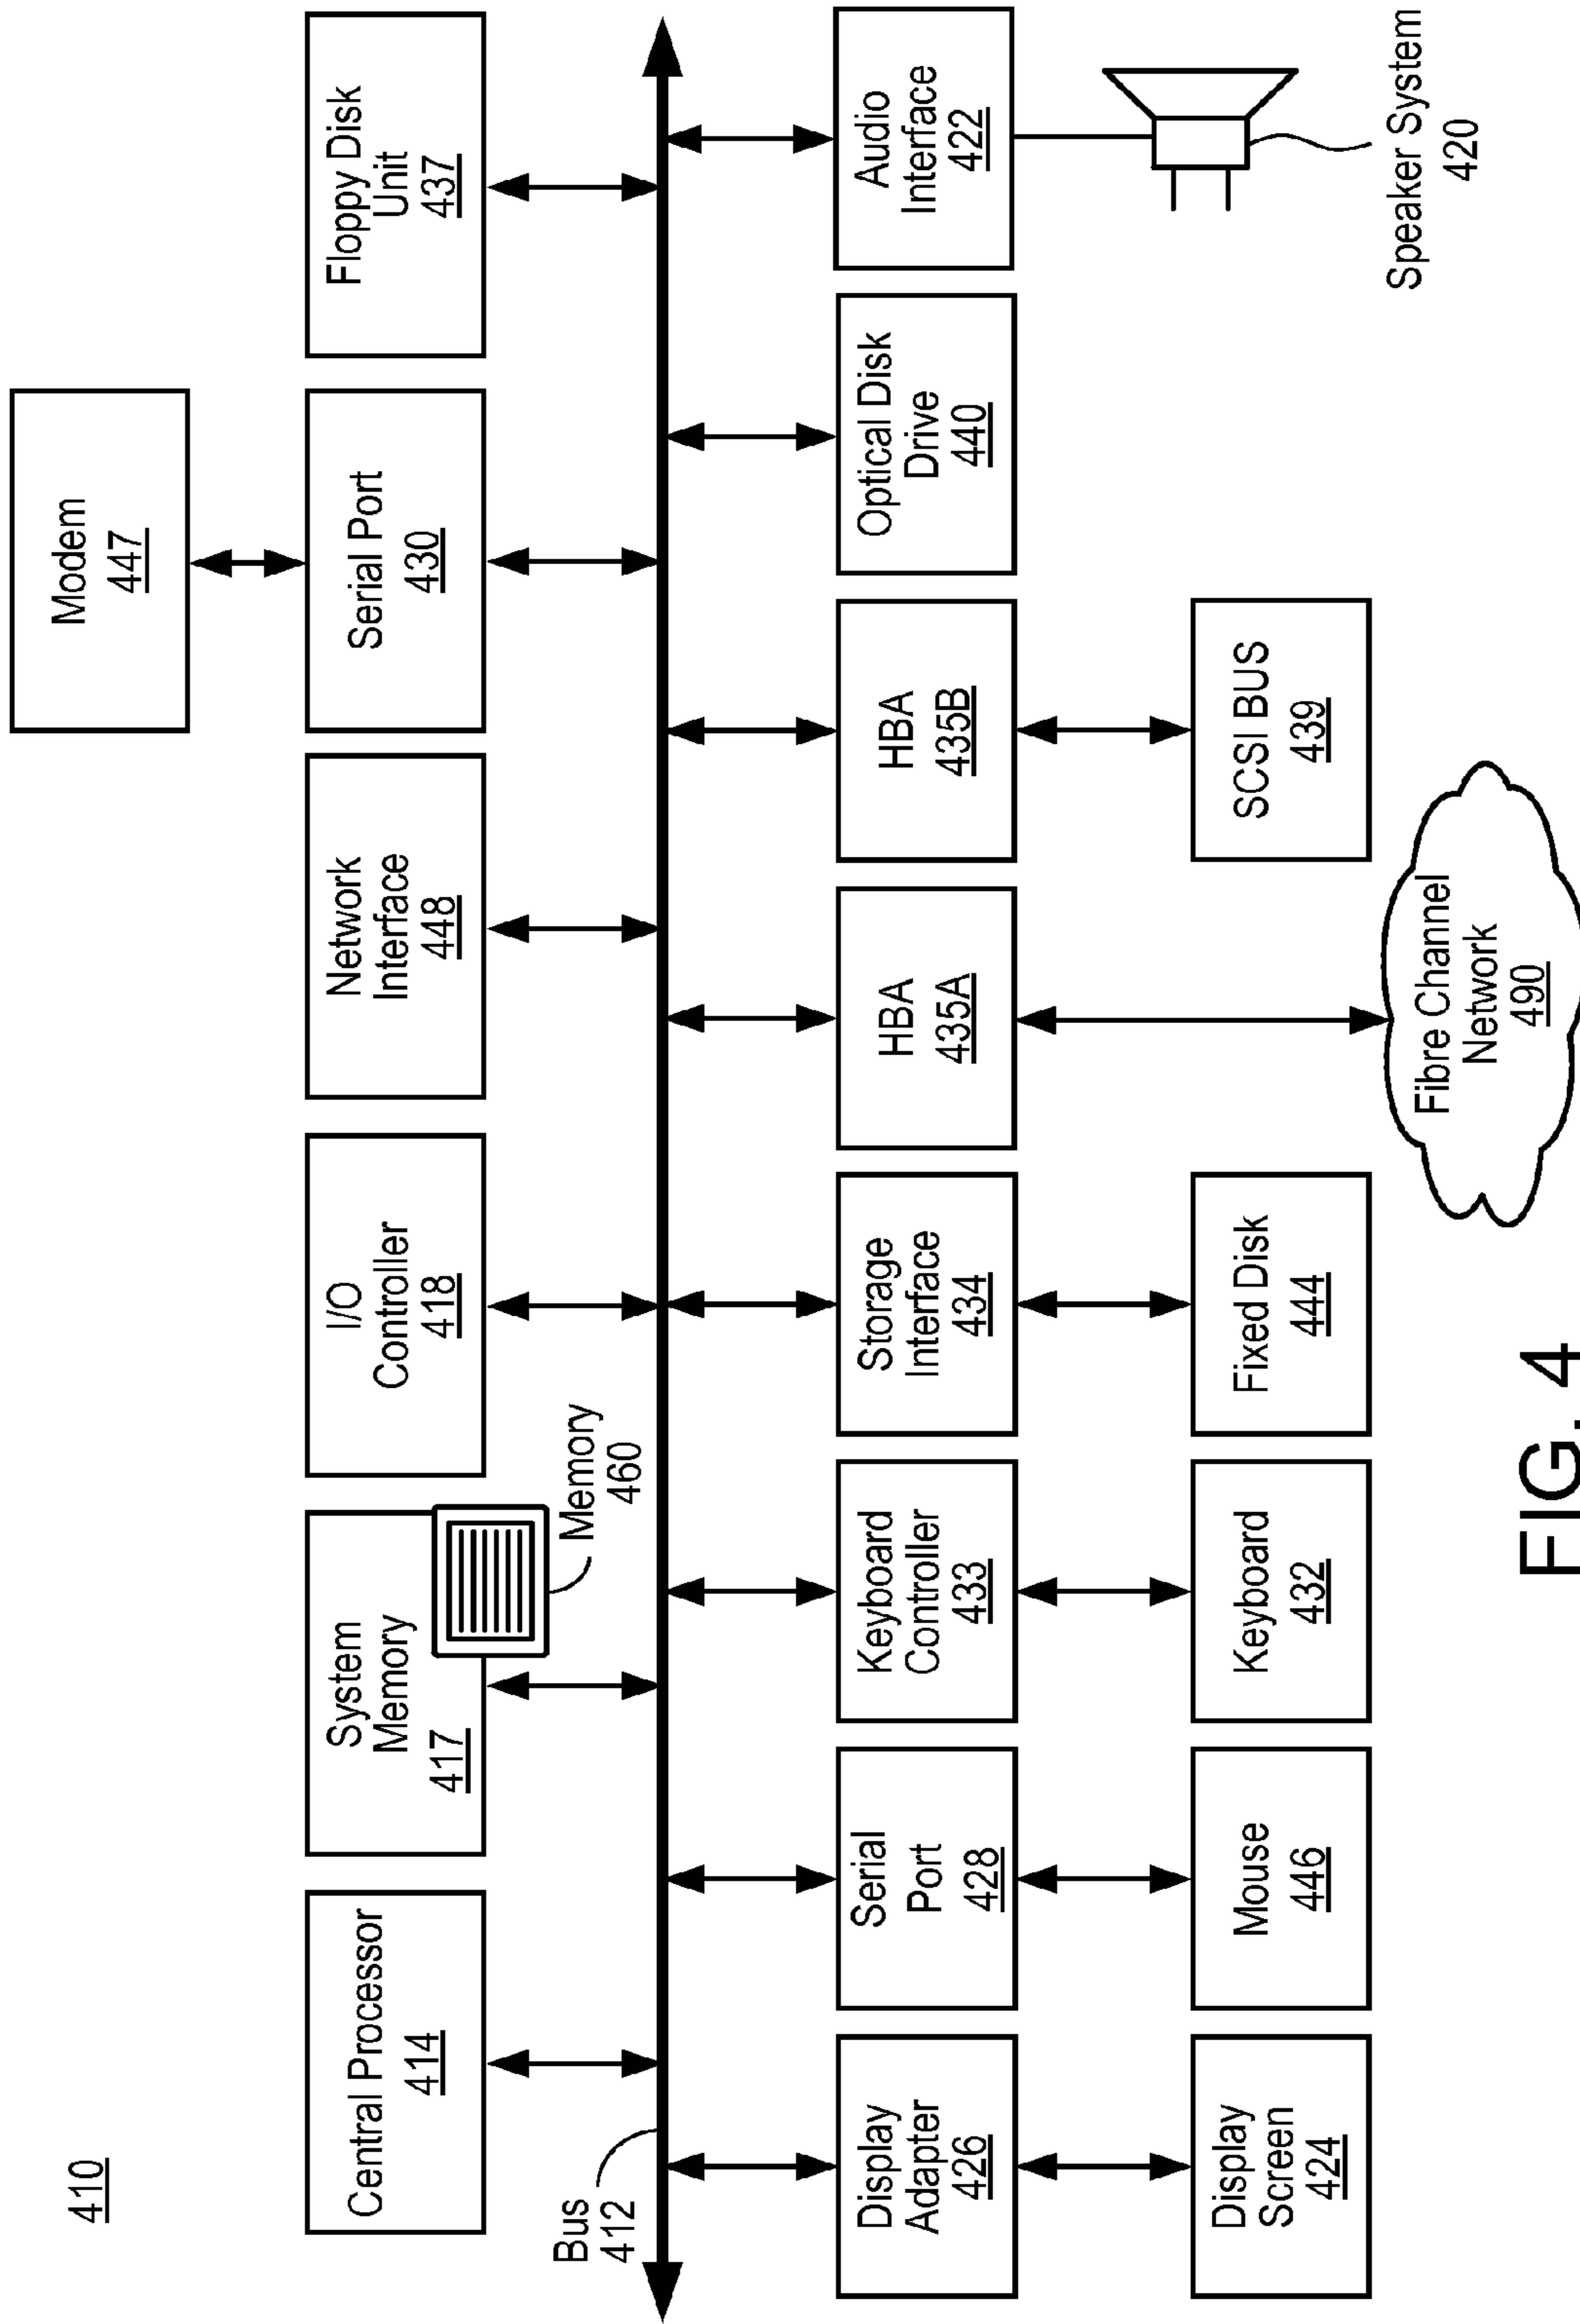 410
Modem
447
Central Processor
414
System
Memory
417
I/O
Controller
418
Network
Interface
448
Serial Port
430
Floppy Disk
Unit
437
Memory
460
Bus
412
Display
Adapter
426
Serial
Port
428
Keyboard
Controller
433
Storage
Interface
434
HBA
435A
HBA
435B
Optical Disk
Drive
440
Audio
Interface
422
Display
Screen
424
Mouse
446
Keyboard
432
Fixed Disk
444
SCSI BUS
439
Fibre Channel
Network
490
Speaker System
420
FIG. 4